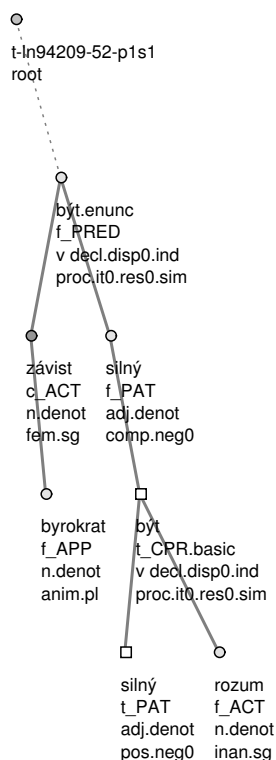 t-ln94209-52-p1s1
root
být.enunc
f_PRED
v decl.disp0.ind
proc.it0.res0.sim
závist
c_ACT
n.denot
fem.sg
silný
f_PAT
adj.denot
comp.neg0
byrokrat
f_APP
n.denot
anim.pl
být
t_CPR.basic
v decl.disp0.ind
proc.it0.res0.sim
silný
t_PAT
adj.denot
pos.neg0
rozum
f_ACT
n.denot
inan.sg